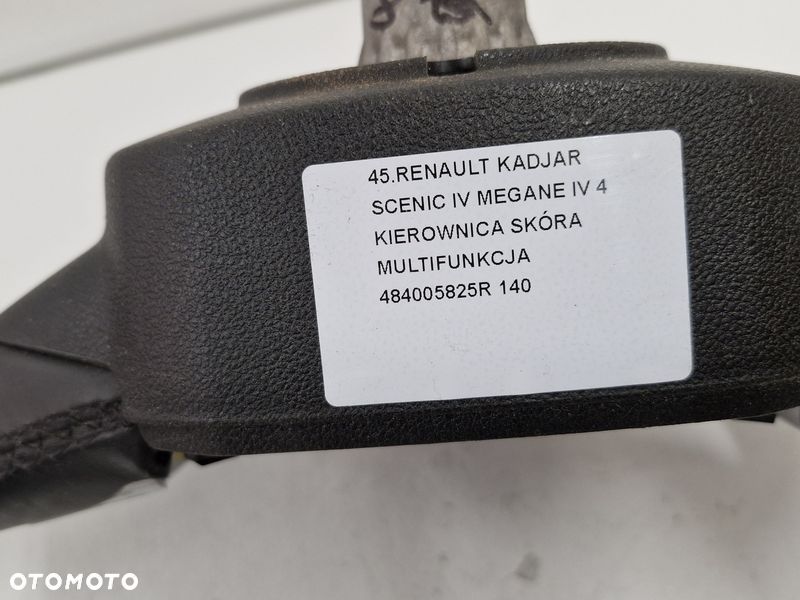 45.RENAULT KADJAR
SCENIC IV MEGANE IV 4
KIEROWNICA SKÓRA
MULTIFUNKCJA
484005825R 140
OTOMOTO